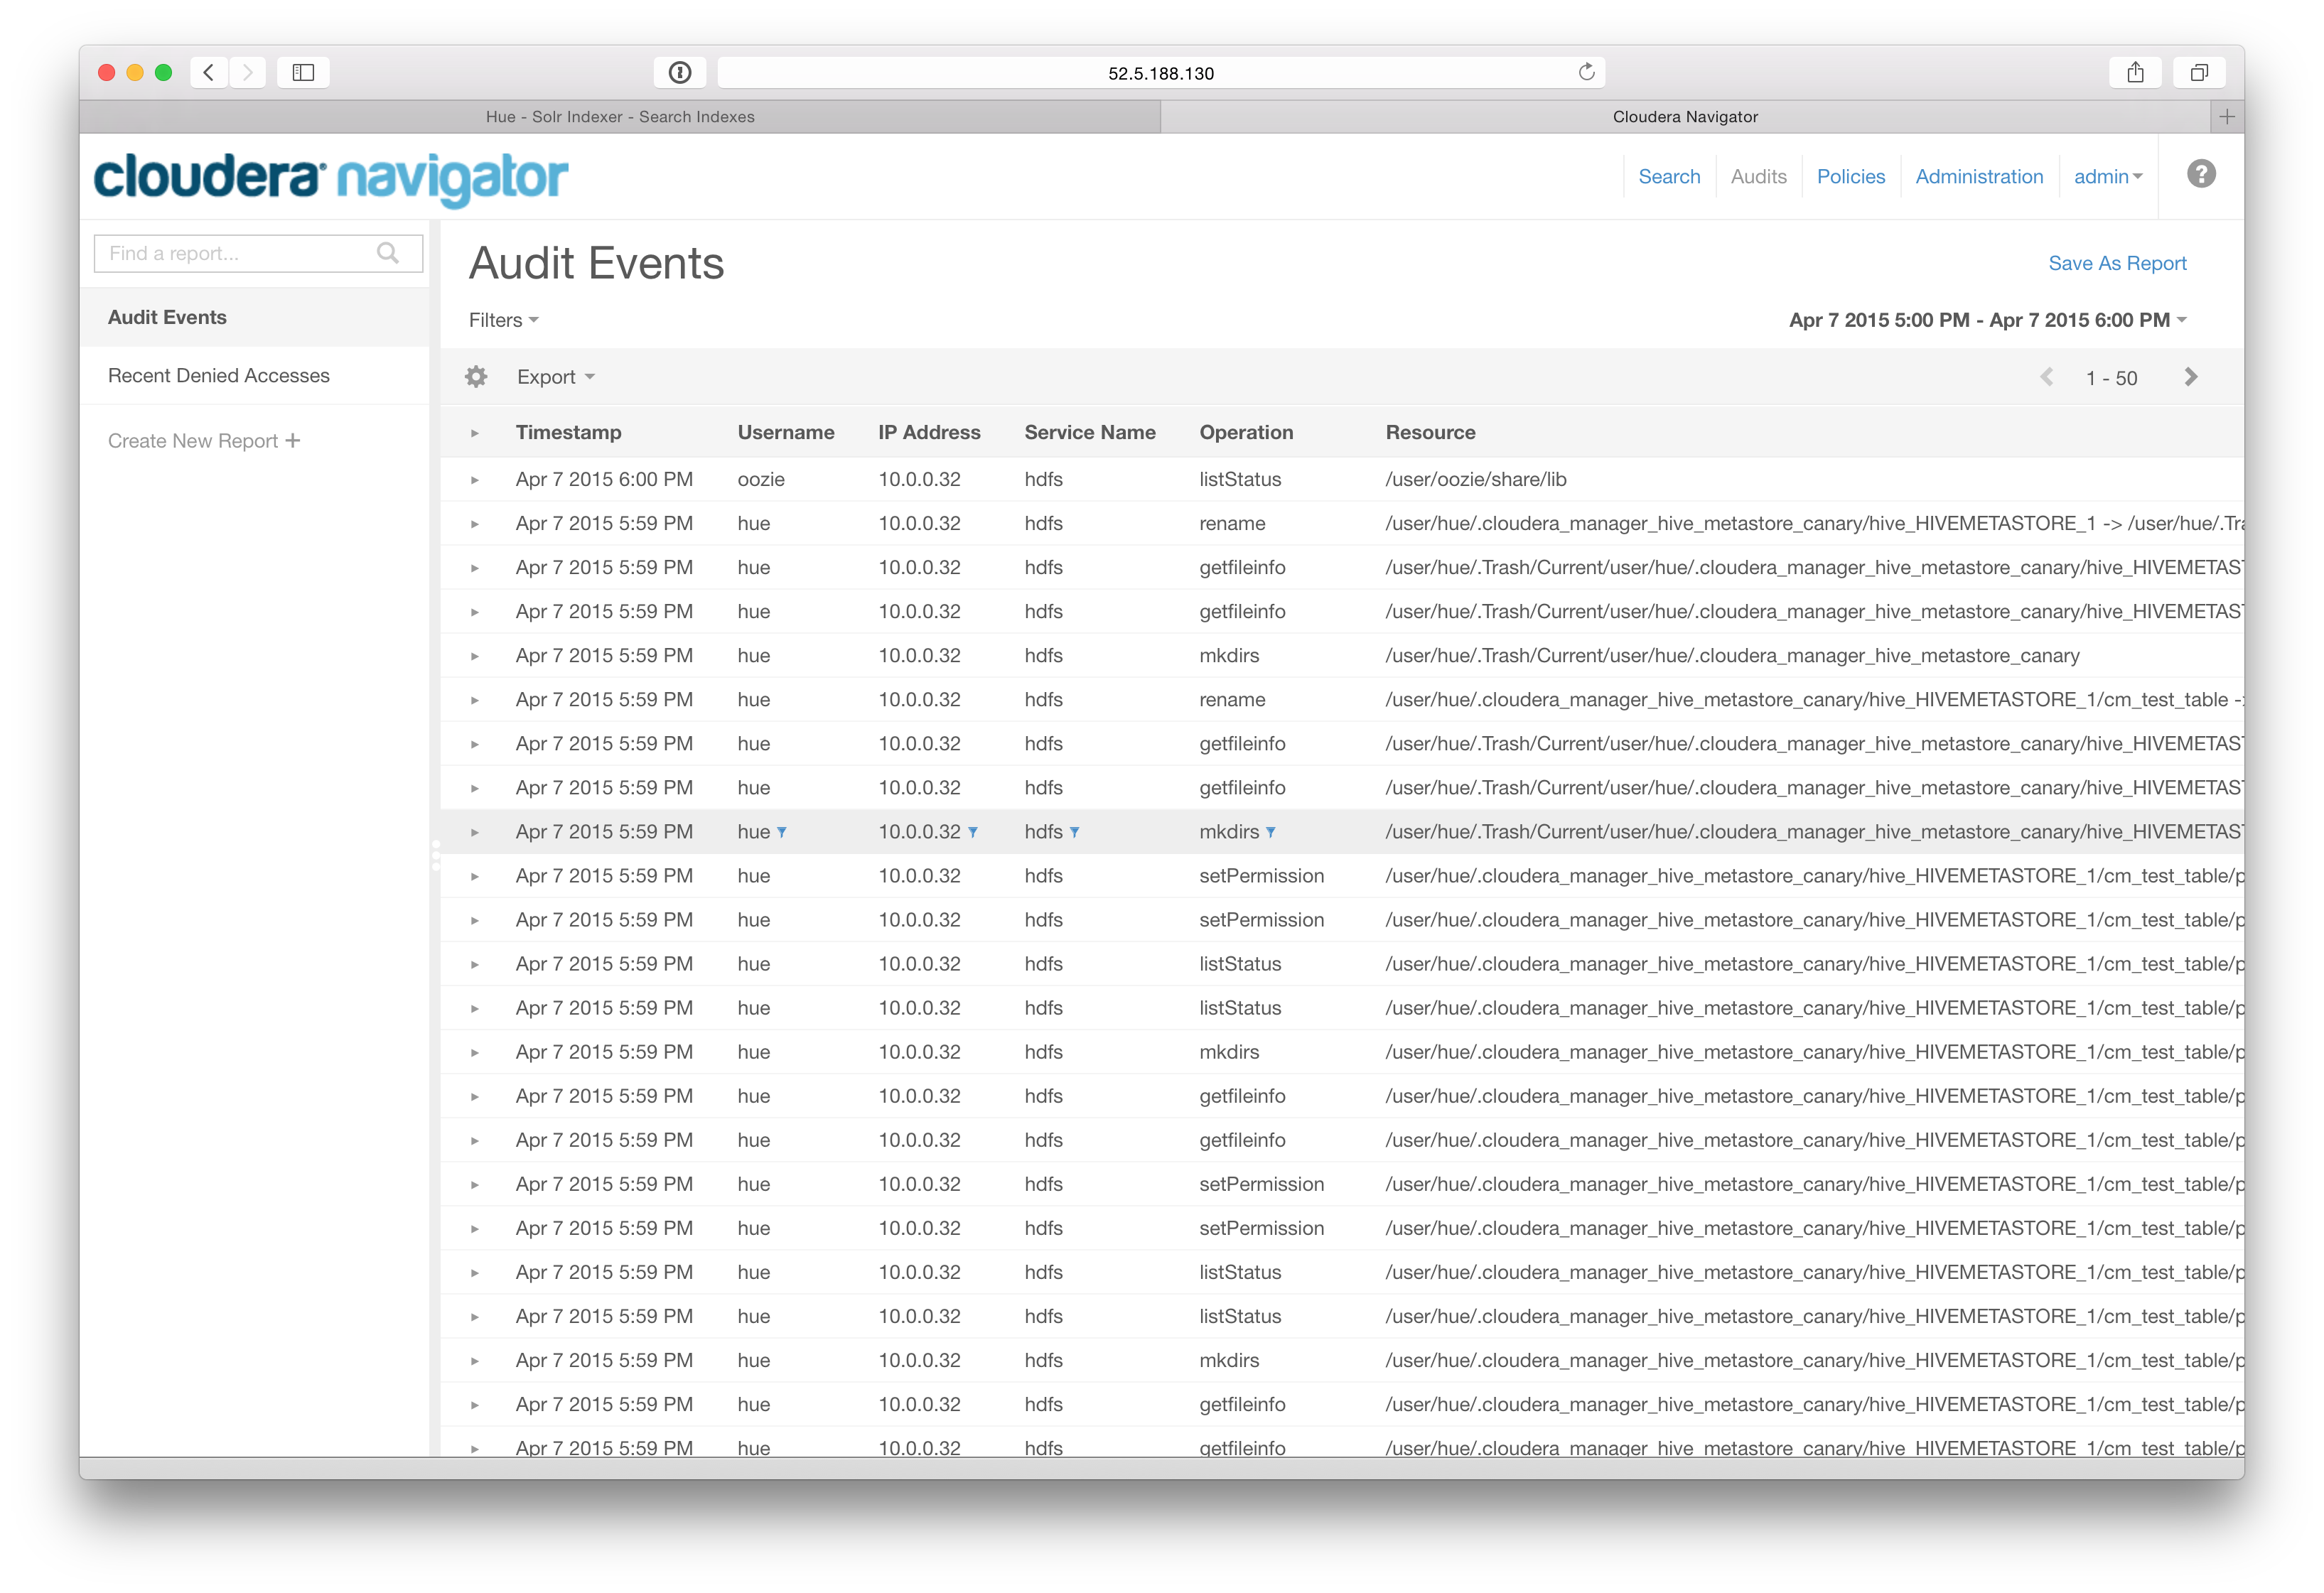 52.5.188.130
Hue - Solr Indexer - Search Indexes
Cloudera Navigator
cloudera navigator
Search Audits Policies Administration admin ?
Find a report...
Audit Events
Recent Denied Accesses
Create New Report +
Audit Events
Save As Report
Filters
Apr 7 2015 5:00 PM - Apr 7 2015 6:00 PM
Export
1 - 50
Timestamp Username IP Address Service Name Operation Resource
Apr 7 2015 6:00 PM oozie 10.0.0.32 hdfs listStatus /user/oozie/share/lib
Apr 7 2015 5:59 PM hue 10.0.0.32 hdfs rename /user/hue/.cloudera_manager_hive_metastore_canary/hive_HIVEMETASTORE_1 -> /user/hue/.Tra
Apr 7 2015 5:59 PM hue 10.0.0.32 hdfs getfileinfo /user/hue/.Trash/Current/user/hue/.cloudera_manager_hive_metastore_canary/hive_HIVEMETAST
Apr 7 2015 5:59 PM hue 10.0.0.32 hdfs getfileinfo /user/hue/.Trash/Current/user/hue/.cloudera_manager_hive_metastore_canary/hive_HIVEMETAST
Apr 7 2015 5:59 PM hue 10.0.0.32 hdfs mkdirs /user/hue/.Trash/Current/user/hue/.cloudera_manager_hive_metastore_canary
Apr 7 2015 5:59 PM hue 10.0.0.32 hdfs rename /user/hue/.cloudera_manager_hive_metastore_canary/hive_HIVEMETASTORE_1/cm_test_table -
Apr 7 2015 5:59 PM hue 10.0.0.32 hdfs getfileinfo /user/hue/.Trash/Current/user/hue/.cloudera_manager_hive_metastore_canary/hive_HIVEMETAST
Apr 7 2015 5:59 PM hue 10.0.0.32 hdfs getfileinfo /user/hue/.Trash/Current/user/hue/.cloudera_manager_hive_metastore_canary/hive_HIVEMETAST
Apr 7 2015 5:59 PM hue 10.0.0.32 hdfs mkdirs /user/hue/.Trash/Current/user/hue/.cloudera_manager_hive_metastore_canary/hive_HIVEMETAST
Apr 7 2015 5:59 PM hue 10.0.0.32 hdfs setPermission /user/hue/.cloudera_manager_hive_metastore_canary/hive_HIVEMETASTORE_1/cm_test_table/p
Apr 7 2015 5:59 PM hue 10.0.0.32 hdfs setPermission /user/hue/.cloudera_manager_hive_metastore_canary/hive_HIVEMETASTORE_1/cm_test_table/p
Apr 7 2015 5:59 PM hue 10.0.0.32 hdfs listStatus /user/hue/.cloudera_manager_hive_metastore_canary/hive_HIVEMETASTORE_1/cm_test_table/p
Apr 7 2015 5:59 PM hue 10.0.0.32 hdfs listStatus /user/hue/.cloudera_manager_hive_metastore_canary/hive_HIVEMETASTORE_1/cm_test_table/p
Apr 7 2015 5:59 PM hue 10.0.0.32 hdfs mkdirs /user/hue/.cloudera_manager_hive_metastore_canary/hive_HIVEMETASTORE_1/cm_test_table/p
Apr 7 2015 5:59 PM hue 10.0.0.32 hdfs getfileinfo /user/hue/.cloudera_manager_hive_metastore_canary/hive_HIVEMETASTORE_1/cm_test_table/p
Apr 7 2015 5:59 PM hue 10.0.0.32 hdfs getfileinfo /user/hue/.cloudera_manager_hive_metastore_canary/hive_HIVEMETASTORE_1/cm_test_table/p
Apr 7 2015 5:59 PM hue 10.0.0.32 hdfs setPermission /user/hue/.cloudera_manager_hive_metastore_canary/hive_HIVEMETASTORE_1/cm_test_table/p
Apr 7 2015 5:59 PM hue 10.0.0.32 hdfs setPermission /user/hue/.cloudera_manager_hive_metastore_canary/hive_HIVEMETASTORE_1/cm_test_table/p
Apr 7 2015 5:59 PM hue 10.0.0.32 hdfs listStatus /user/hue/.cloudera_manager_hive_metastore_canary/hive_HIVEMETASTORE_1/cm_test_table/p
Apr 7 2015 5:59 PM hue 10.0.0.32 hdfs listStatus /user/hue/.cloudera_manager_hive_metastore_canary/hive_HIVEMETASTORE_1/cm_test_table/p
Apr 7 2015 5:59 PM hue 10.0.0.32 hdfs mkdirs /user/hue/.cloudera_manager_hive_metastore_canary/hive_HIVEMETASTORE_1/cm_test_table/p
Apr 7 2015 5:59 PM hue 10.0.0.32 hdfs getfileinfo /user/hue/.cloudera_manager_hive_metastore_canary/hive_HIVEMETASTORE_1/cm_test_table/p
Apr 7 2015 5:59 PM hue 10.0.0.32 hdfs getfileinfo /user/hue/.cloudera_manager_hive_metastore_canary/hive_HIVEMETASTORE_1/cm_test_table/p